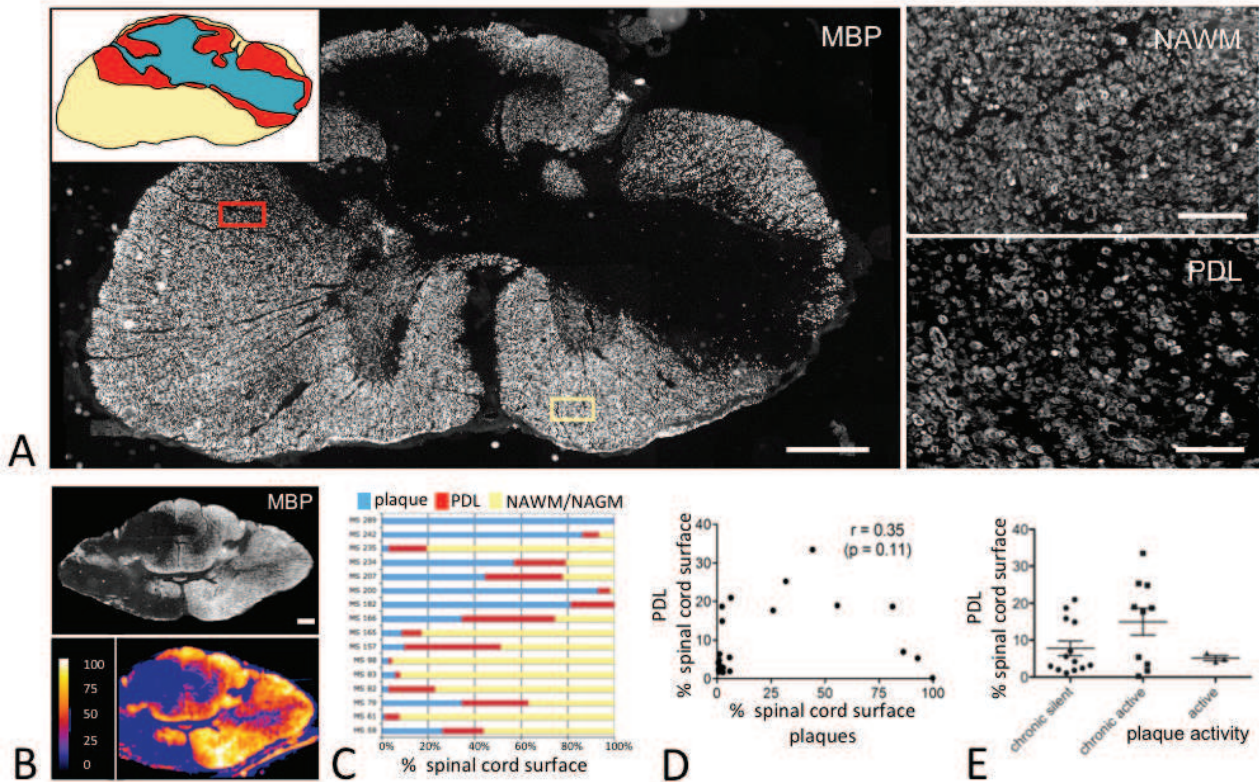 MBP
NAWM
PDL
A
MBP
100
75
50
25
0
B
plaque PDL NAWM/NAGM
MS 289
MS 242
MS 235
MS 234
MS 207
MS 200
MS 182
MS 166
MS 165
MS 157
MS 98
MS 83
MS 82
MS 79
MS 61
MS 59
0% 20% 40% 60% 80% 100%
% spinal cord surface
C
r = 0.35
(p = 0.11)
PDL
% spinal cord surface
40
30
20
10
0
0 25 50 75 100
% spinal cord surface
plaques
D
PDL
% spinal cord surface
40
30
20
10
0
chronic silent
chronic active
active
plaque activity
E